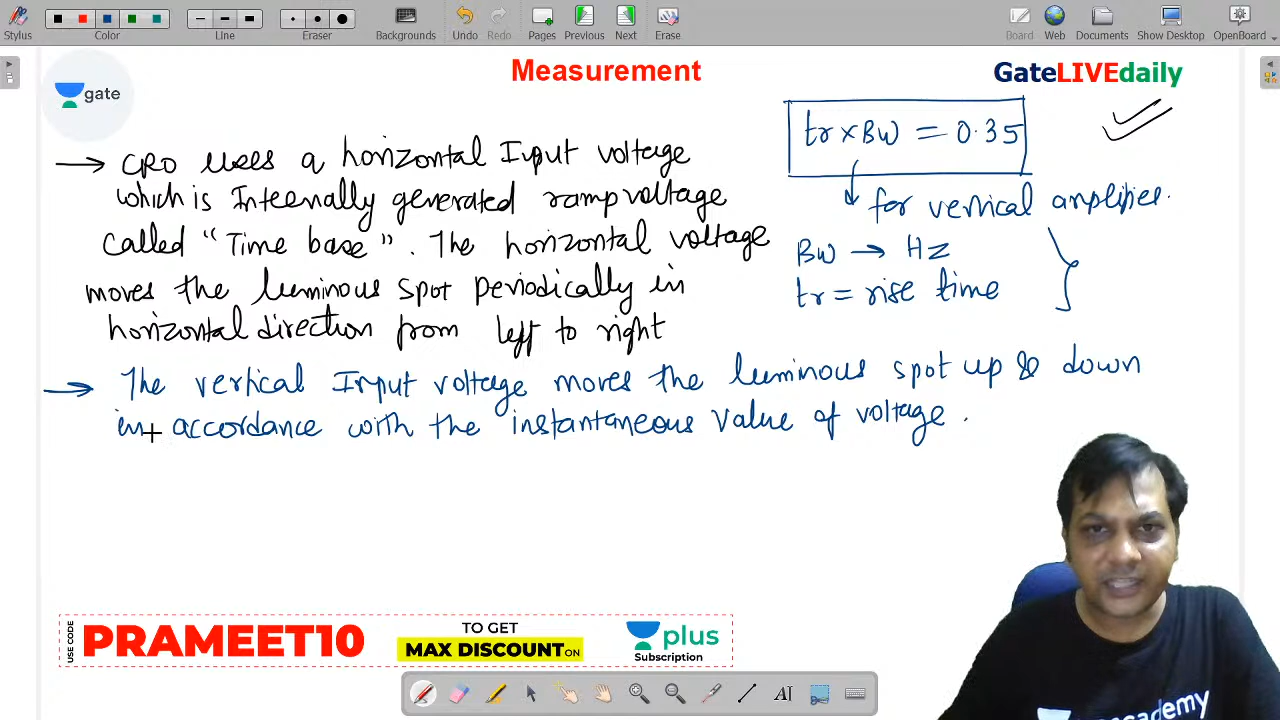 Stylus
Color
Line
Eraser
Backgrounds
Undo
Redo
Pages
Previous
Next
Erase
Board
Web
Documents
Show Desktop
OpenBoard
gate
Measurement
GateLIVEdaily
tr x BW = 0.35
→ for vertical amplifier.
BW → Hz
tr = rise time
→ CRO uses a horizontal Input voltage
which is Internally generated ramp voltage
called "Time base". The horizontal voltage
moves the luminous spot periodically in
horizontal direction from left to right
→ The vertical Input voltage moves the luminous spot up & down
in accordance with the instantaneous value of voltage.
USE CODE
PRAMEET10
TO GET
MAX DISCOUNT ON
plus
Subscription